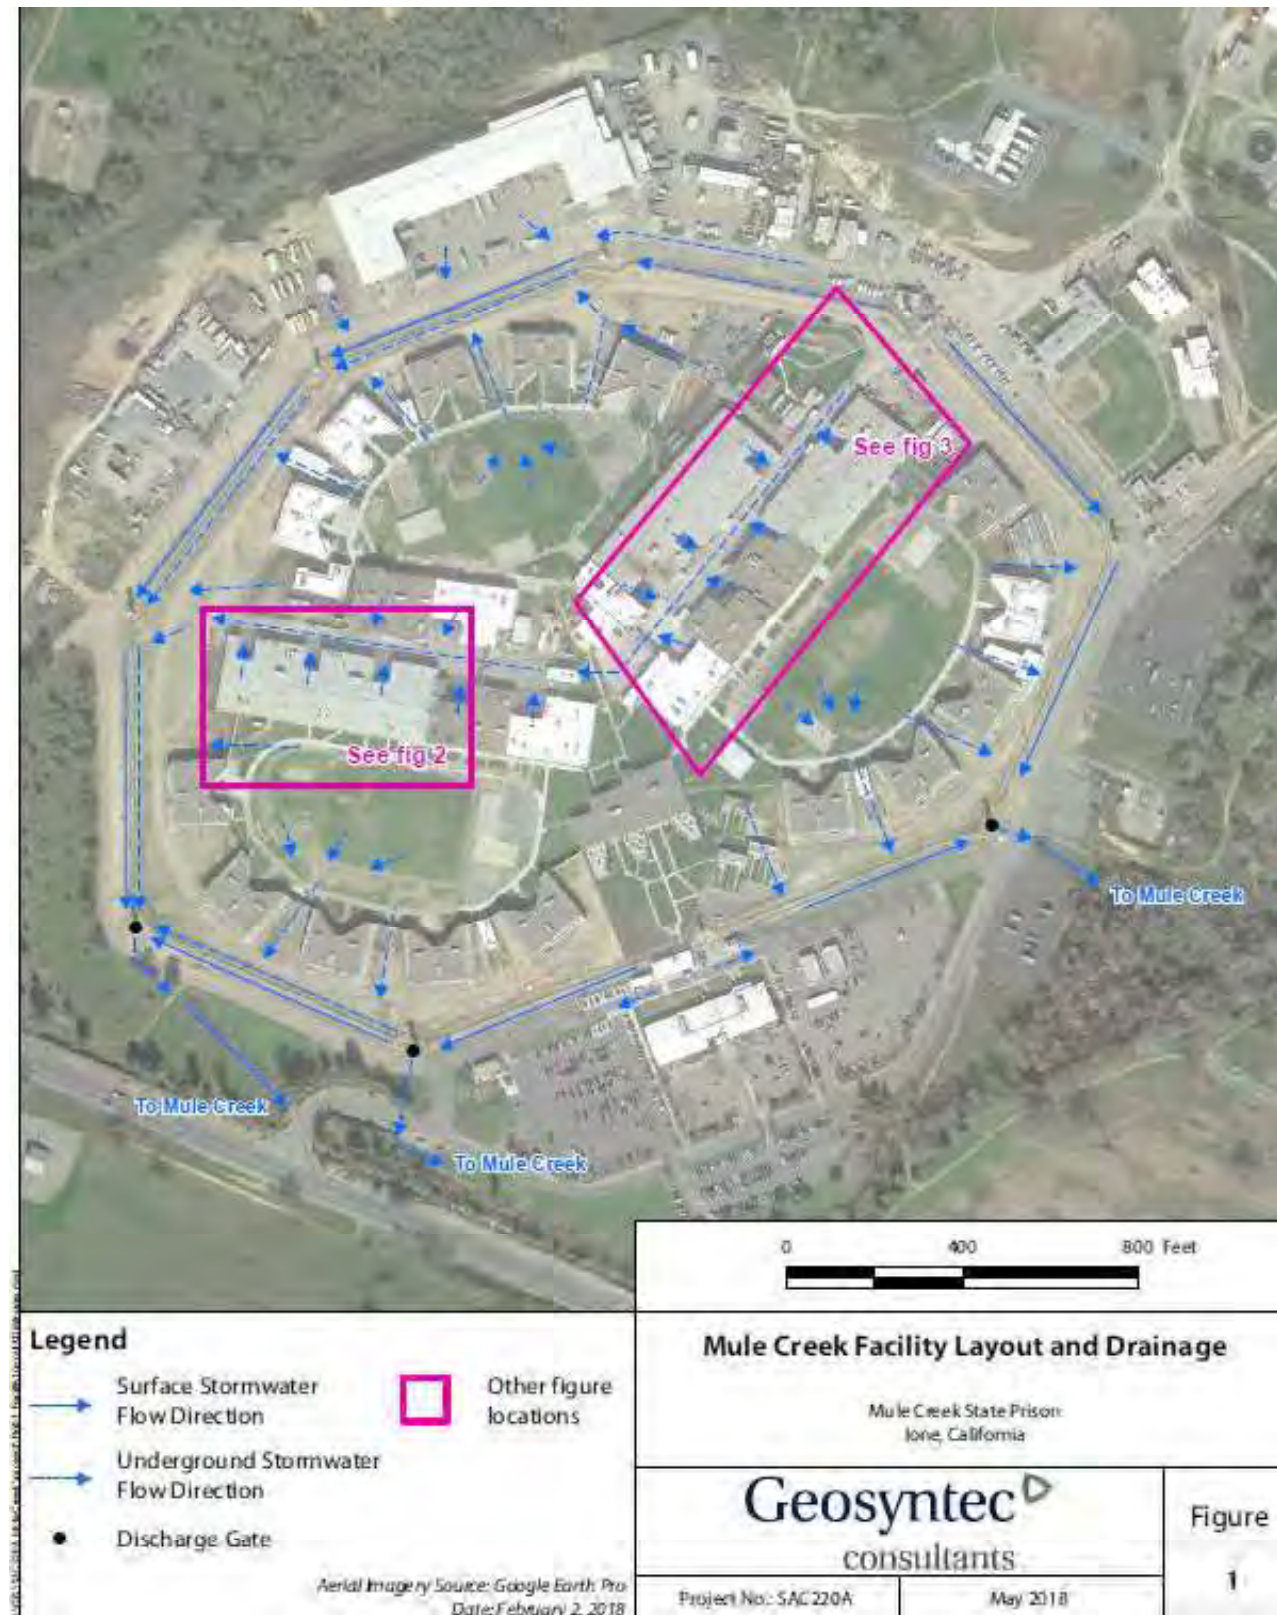 See fig 3
See fig 2
To Mule Creek
To Mule Creek
To Mule Creek
0 400 800 Feet
Legend
Surface Stormwater
Flow Direction
Other figure
locations
Underground Stormwater
Flow Direction
Discharge Gate
Aerial Imagery Source: Google Earth Pro
Date: February 2, 2018
Mule Creek Facility Layout and Drainage
Mule Creek State Prison
Ione, California
Geosyntec
consultants
Project No.: SAC220A
May 2018
Figure
1